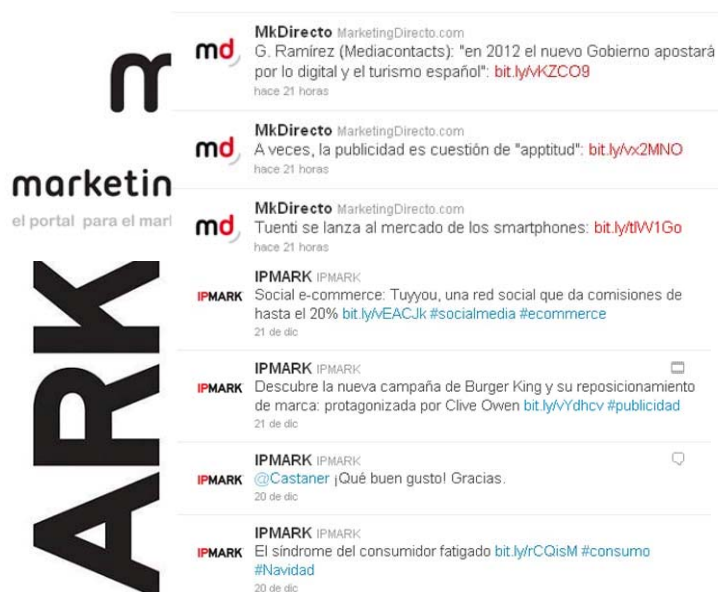 m
marketin
el portal para el marl
ARK
md
MkDirecto MarketingDirecto.com
G. Ramírez (Mediacontacts): "en 2012 el nuevo Gobierno apostará
por lo digital y el turismo español": bit.ly/vKZCO9
hace 21 horas
md
MkDirecto MarketingDirecto.com
A veces, la publicidad es cuestión de "apptitud": bit.ly/vx2MNO
hace 21 horas
md
MkDirecto MarketingDirecto.com
Tuenti se lanza al mercado de los smartphones: bit.ly/tlW1Go
hace 21 horas
IPMARK IPMARK
IPMARK Social e-commerce: Tuyyou, una red social que da comisiones de
hasta el 20% bit.ly/vEACJk #socialmedia #ecommerce
21 de dic
IPMARK IPMARK
IPMARK Descubre la nueva campaña de Burger King y su reposicionamiento
de marca: protagonizada por Clive Owen bit.ly/vYdhcv #publicidad
21 de dic
IPMARK IPMARK
IPMARK @Castaner ¡Qué buen gusto! Gracias.
20 de dic
IPMARK IPMARK
IPMARK El síndrome del consumidor fatigado bit.ly/rCQisM #consumo
#Navidad
20 de dic